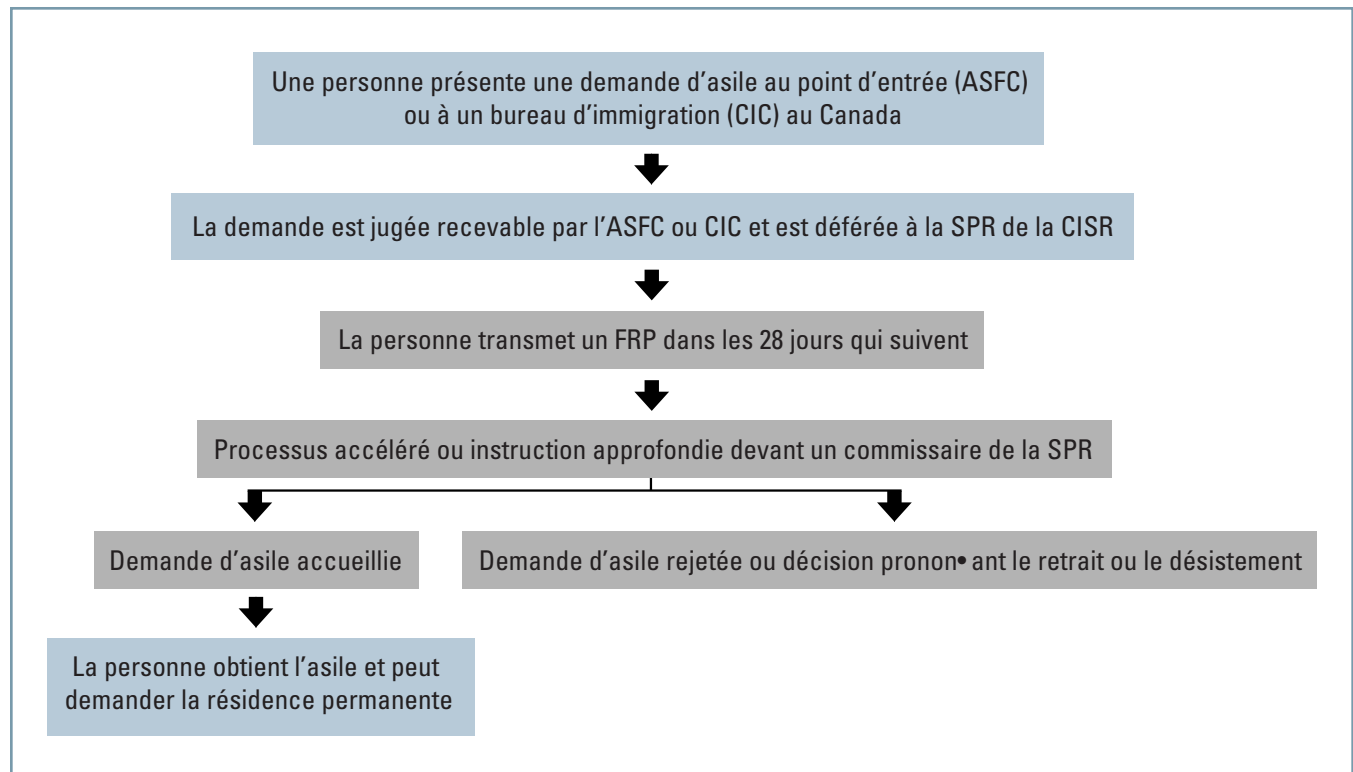 Une personne présente une demande d'asile au point d'entrée (ASFC)
ou à un bureau d'immigration (CIC) au Canada
La demande est jugée recevable par l'ASFC ou CIC et est déférée à la SPR de la CISR
La personne transmet un FRP dans les 28 jours qui suivent
Processus accéléré ou instruction approfondie devant un commissaire de la SPR
Demande d'asile accueillie
Demande d'asile rejetée ou décision pronon• ant le retrait ou le désistement
La personne obtient l'asile et peut
demander la résidence permanente